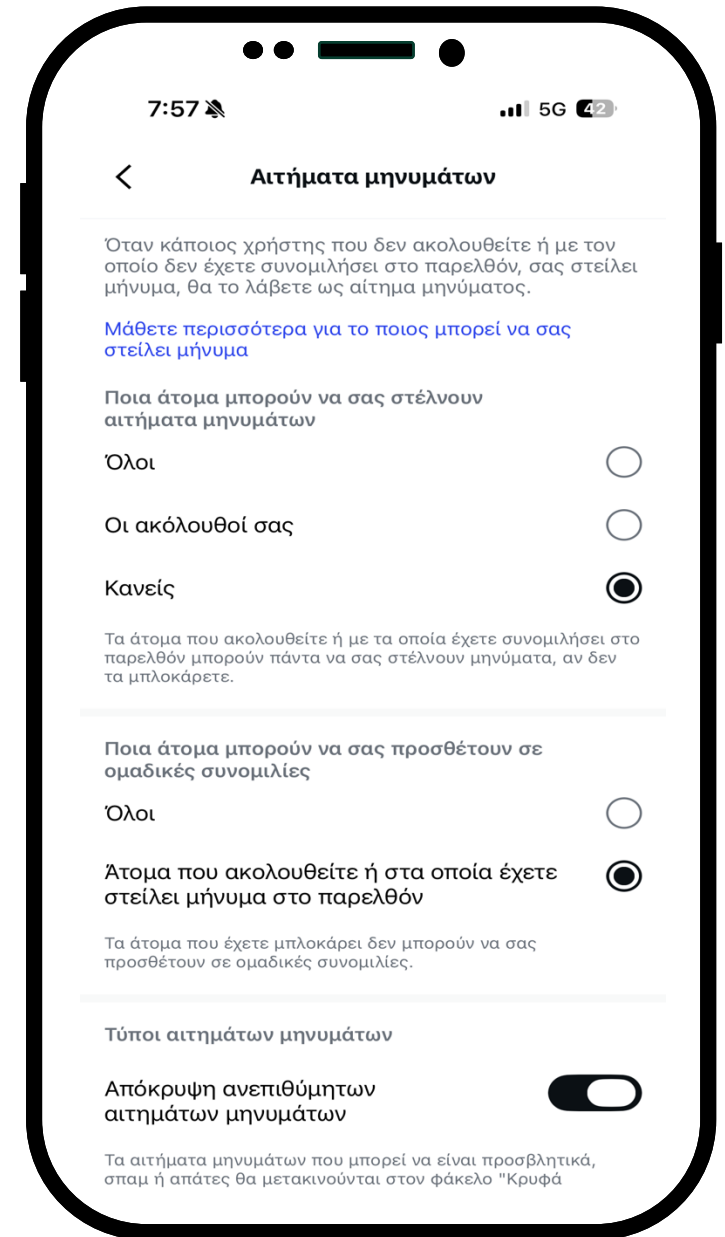 7:57
5G 42
Αιτήματα μηνυμάτων
Όταν κάποιος χρήστης που δεν ακολουθείτε ή με τον
οποίο δεν έχετε συνομιλήσει στο παρελθόν, σας στείλει
μήνυμα, θα το λάβετε ως αίτημα μηνύματος.
Μάθετε περισσότερα για το ποιος μπορεί να σας
στείλει μήνυμα
Ποια άτομα μπορούν να σας στέλνουν
αιτήματα μηνυμάτων
Όλοι
Οι ακόλουθοί σας
Κανείς
Τα άτομα που ακολουθείτε ή με τα οποία έχετε συνομιλήσει στο
παρελθόν μπορούν πάντα να σας στέλνουν μηνύματα, αν δεν
τα μπλοκάρετε.
Ποια άτομα μπορούν να σας προσθέτουν σε
ομαδικές συνομιλίες
Όλοι
Άτομα που ακολουθείτε ή στα οποία έχετε
στείλει μήνυμα στο παρελθόν
Τα άτομα που έχετε μπλοκάρει δεν μπορούν να σας
προσθέτουν σε ομαδικές συνομιλίες.
Τύποι αιτημάτων μηνυμάτων
Απόκρυψη ανεπιθύμητων
αιτημάτων μηνυμάτων
Τα αιτήματα μηνυμάτων που μπορεί να είναι προσβλητικά,
σπαμ ή απάτες θα μετακινούνται στον φάκελο "Κρυφά